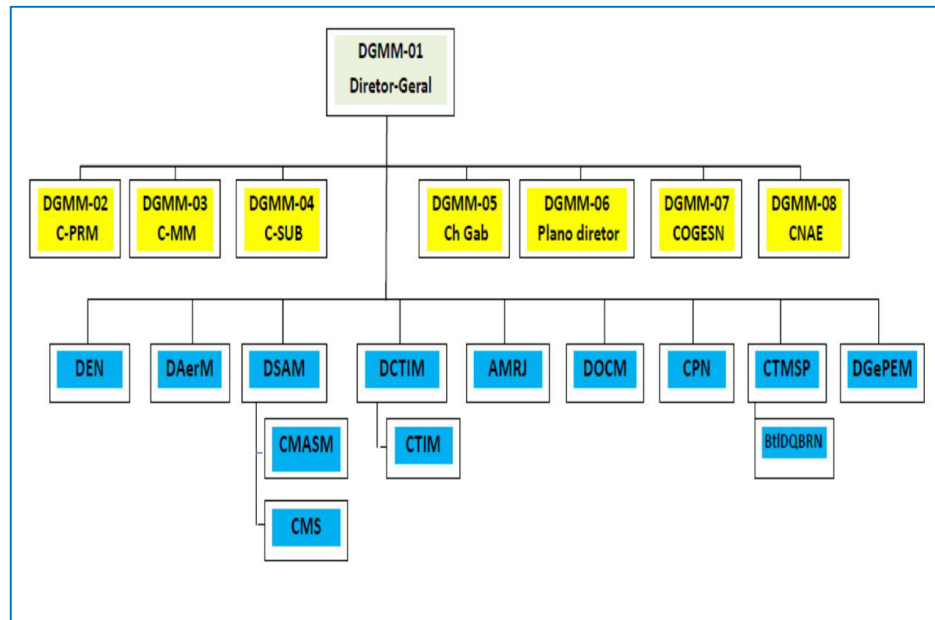 DGMM-01
Diretor-Geral
DGMM-02
C-PRM
DGMM-03
C-MM
DGMM-04
C-SUB
DGMM-05
Ch Gab
DGMM-06
Plano diretor
DGMM-07
COGESN
DGMM-08
CNAE
DEN
DAerM
DSAM
DCTIM
AMRJ
DOCM
CPN
CTMSP
DGePEM
CMASM
CTIM
BtlDQBRN
CMS